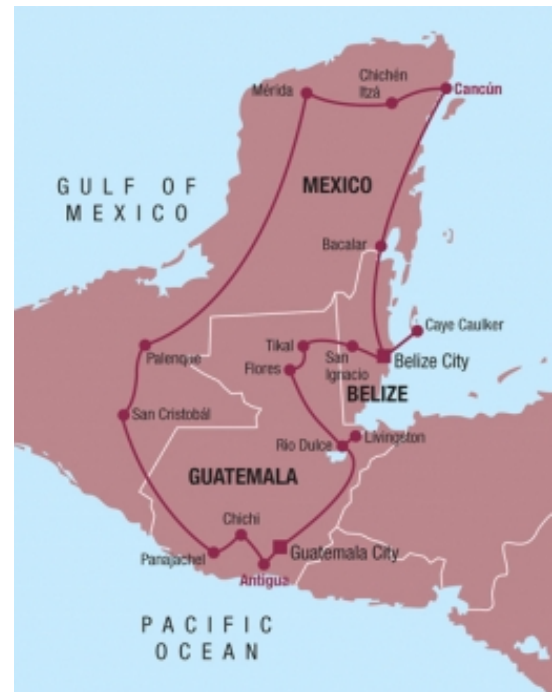 Chichén
Itzá
Mérida
Cancún
GULF OF
MEXICO
MEXICO
Bacalar
Caye Caulker
Palenque
Tikal
San
Ignacio
Belize City
Flores
BELIZE
San Cristobál
Rio Dulce
Livingston
GUATEMALA
Chichi
Panajachel
Guatemala City
Antigua
PACIFIC
OCEAN